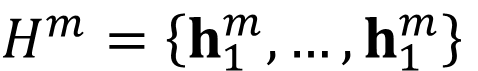 H^m = {𝐡_1^m, ..., 𝐡_1^m}